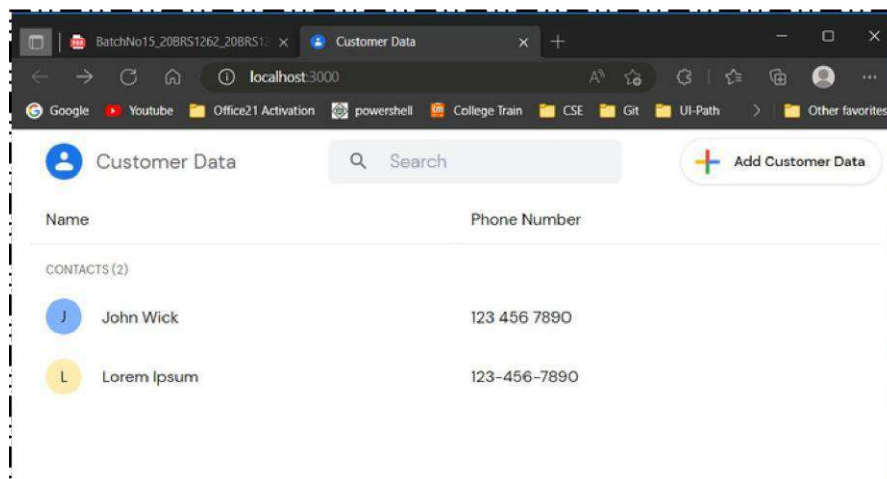 BatchNo15_20BRS1262_20BRS12
Customer Data
localhost:3000
Google
Youtube
Office21 Activation
powershell
College Train
CSE
Git
UI-Path
Other favorites
Customer Data
Search
Add Customer Data
Name
Phone Number
CONTACTS (2)
J
John Wick
123 456 7890
L
Lorem Ipsum
123-456-7890